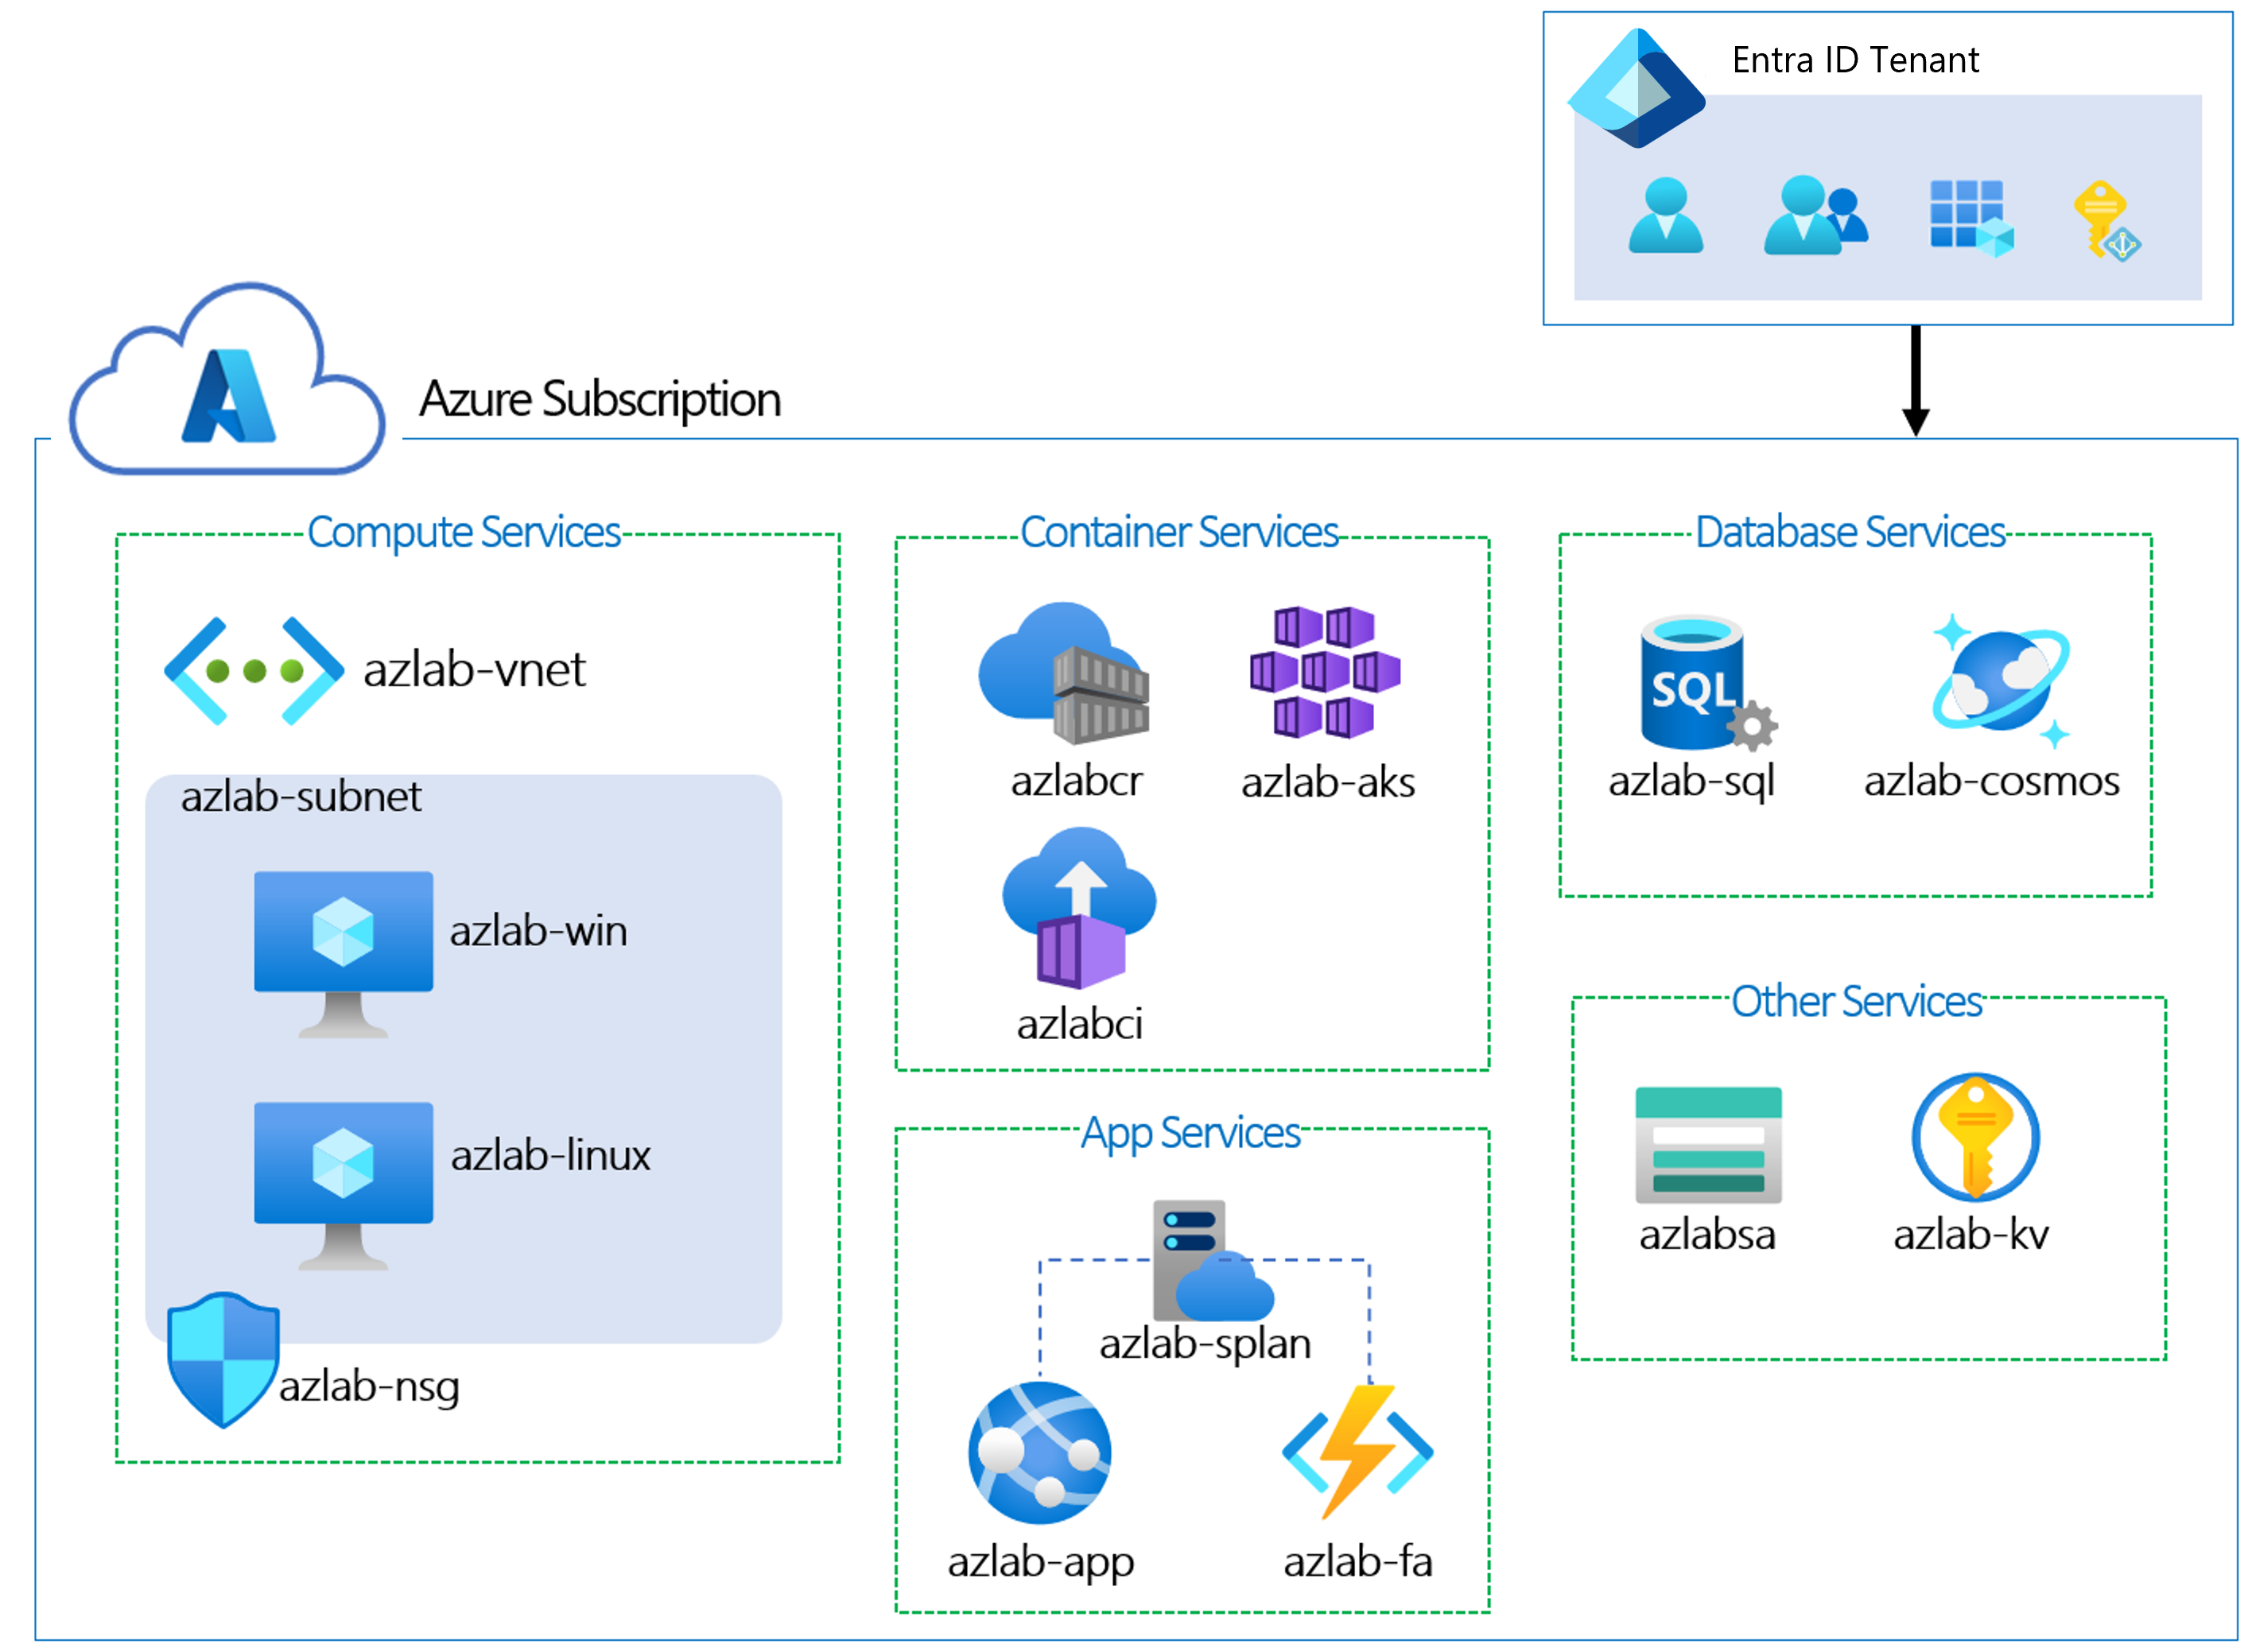 Entra ID Tenant
Azure Subscription
Compute Services
azlab-vnet
azlab-subnet
azlab-win
azlab-linux
azlab-nsg
Container Services
azlabcr
azlab-aks
azlabci
App Services
azlab-splan
azlab-app
azlab-fa
Database Services
SQL
azlab-sql
azlab-cosmos
Other Services
azlabsa
azlab-kv